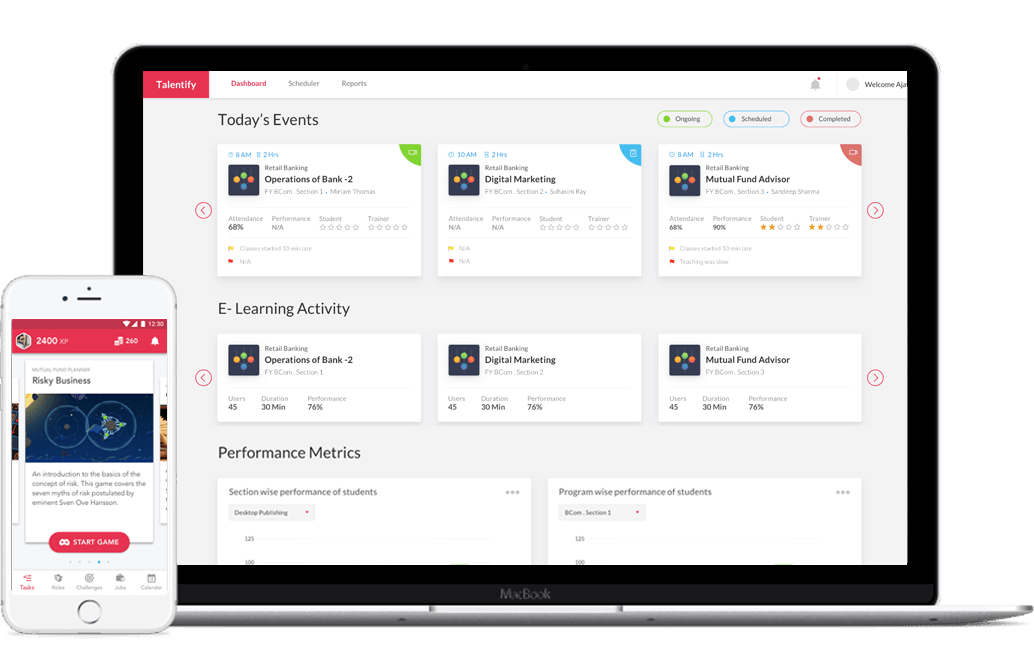 Talentify Dashboard Scheduler Reports Welcome Aja
Today's Events Ongoing Scheduled Completed
8 AM 2 Hrs
Retail Banking
Operations of Bank -2
FY BCom . Section 1 • Miriam Thomas
Attendance Performance Student Trainer
68% N/A
Classes started 10 min late
N/A
10 AM 2 Hrs
Retail Banking
Digital Marketing
FY BCom . Section 2 • Suhasini Ray
Attendance Performance Student Trainer
N/A N/A
N/A
N/A
8 AM 2 Hrs
Retail Banking
Mutual Fund Advisor
FY BCom . Section 3 • Sandeep Sharma
Attendance Performance Student Trainer
68% 90%
Classes started 10 min late
Teaching was slow
E- Learning Activity
Retail Banking
Operations of Bank -2
FY BCom . Section 1
Users Duration Performance
45 30 Min 76%
Retail Banking
Digital Marketing
FY BCom . Section 2
Users Duration Performance
45 30 Min 76%
Retail Banking
Mutual Fund Advisor
FY BCom . Section 3
Users Duration Performance
45 30 Min 76%
Performance Metrics
Section wise performance of students
Desktop Publishing
125
100
Program wise performance of students
BCom . Section 1
125
100
MacBook
12:30
2400 XP 260
MUTUAL FUND PLANNER
Risky Business
An introduction to the basics of the
concept of risk. This game covers the
seven myths of risk postulated by
eminent Sven Ove Hansson.
START GAME
Tasks Roles Challenges Jobs Calendar